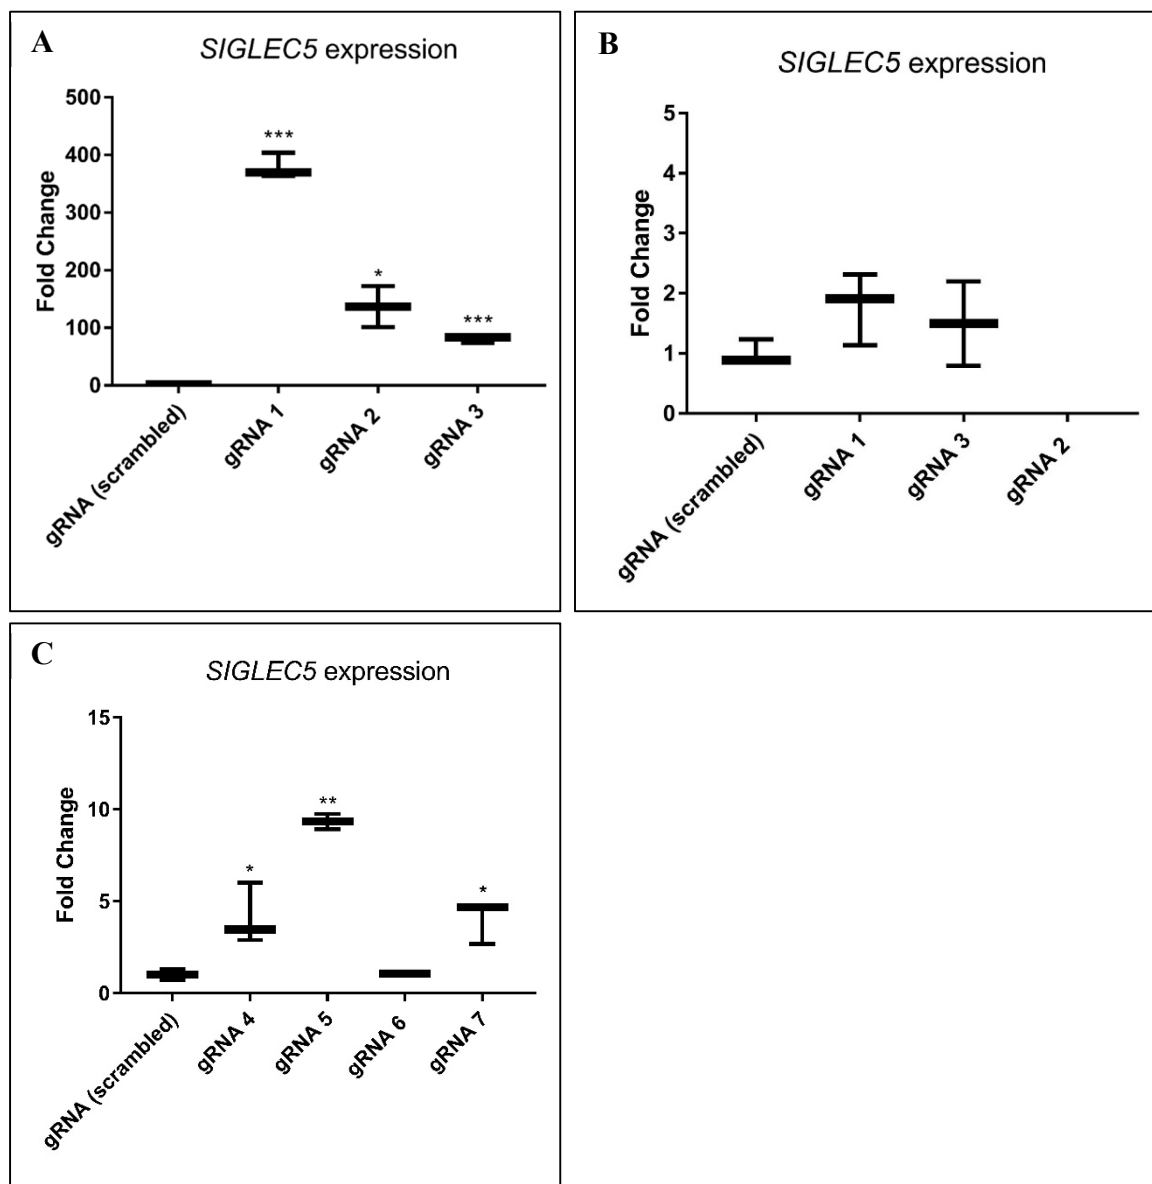 A
SIGLEC5 expression
Fold Change
500
400
300
200
100
0
***
*
***
gRNA (scrambled)
gRNA 1
gRNA 2
gRNA 3
B
SIGLEC5 expression
Fold Change
5
4
3
2
1
0
gRNA (scrambled)
gRNA 1
gRNA 3
gRNA 2
C
SIGLEC5 expression
Fold Change
15
10
5
0
*
**
*
gRNA (scrambled)
gRNA 4
gRNA 5
gRNA 6
gRNA 7